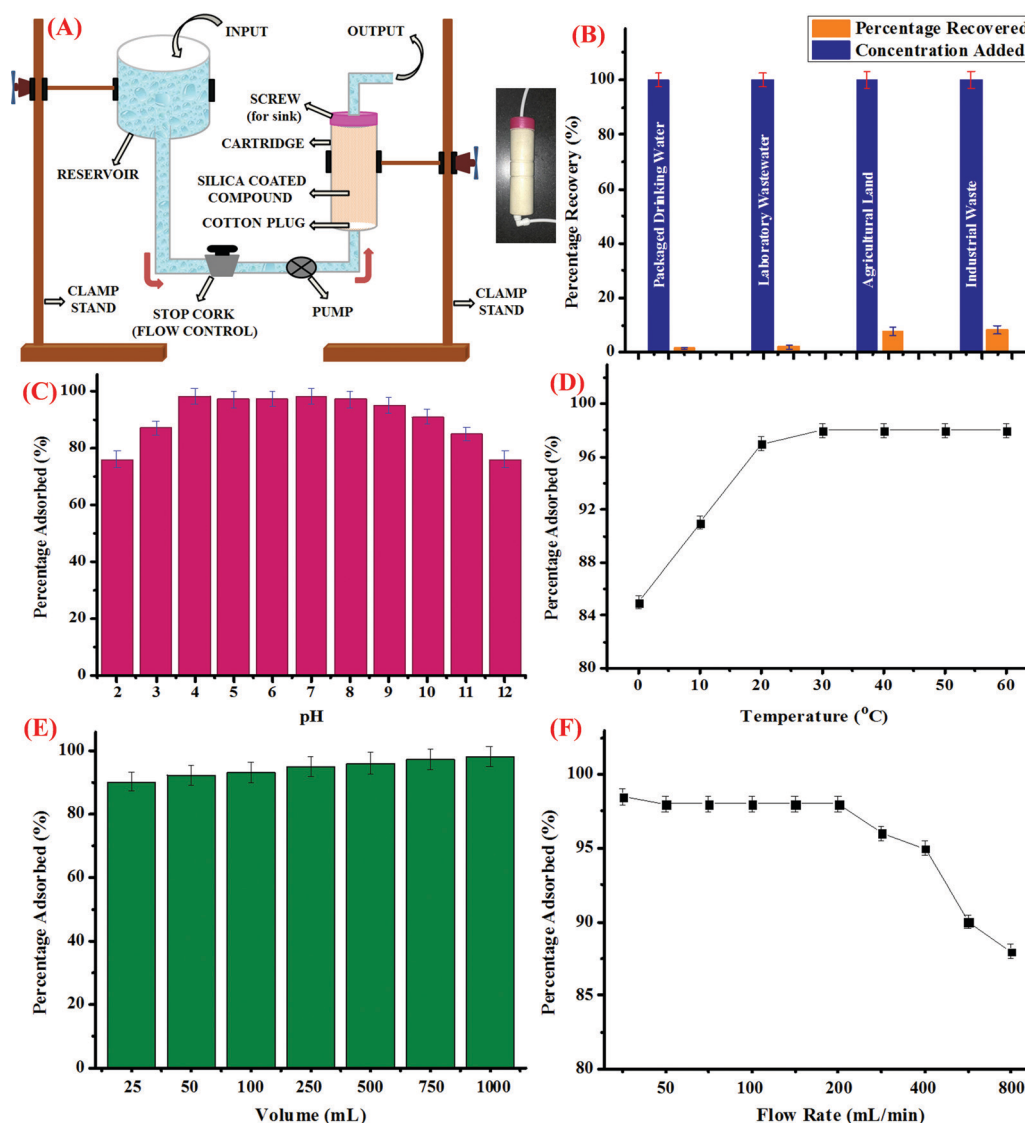 (A)
INPUT
OUTPUT
SCREW
(for sink)
CARTRIDGE
RESERVOIR
SILICA COATED
COMPOUND
COTTON PLUG
CLAMP
STAND
STOP CORK
(FLOW CONTROL)
PUMP
CLAMP
STAND
(B)
Percentage Recovered
Concentration Added
Percentage Recovery (%)
100
80
60
40
20
0
Packaged Drinking Water
Laboratory Wastewater
Agricultural Land
Industrial Waste
(C)
Percentage Adsorbed (%)
100
80
60
40
20
0
2 3 4 5 6 7 8 9 10 11 12
pH
(D)
Percentage Adsorbed (%)
100
96
92
88
84
80
0 10 20 30 40 50 60
Temperature (°C)
(E)
Percentage Adsorbed (%)
100
80
60
40
20
0
25 50 100 250 500 750 1000
Volume (mL)
(F)
Percentage Adsorbed (%)
100
95
90
85
80
50 100 200 400 800
Flow Rate (mL/min)